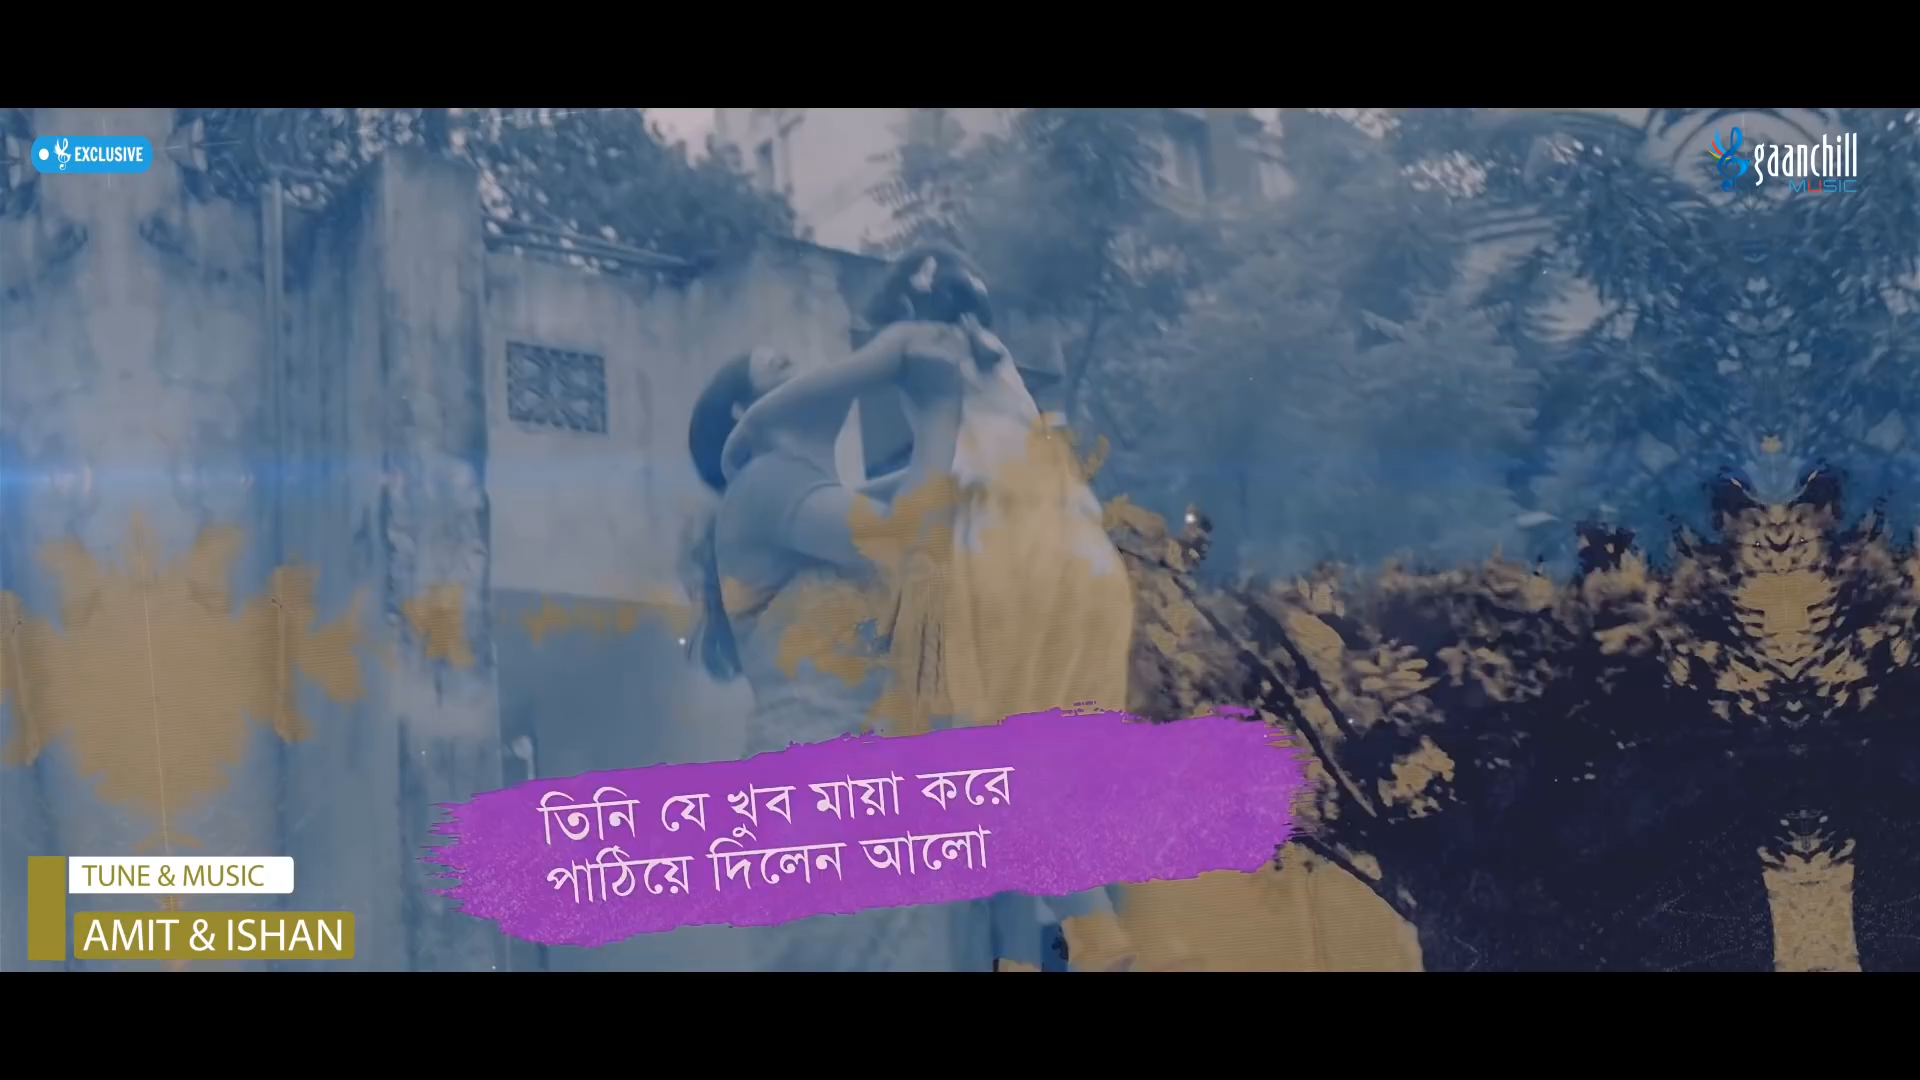 EXCLUSIVE
gaanchill
MUSIC
তিনি যে খুব মায়া করে
পাঠিয়ে দিলেন আলো
TUNE & MUSIC
AMIT & ISHAN